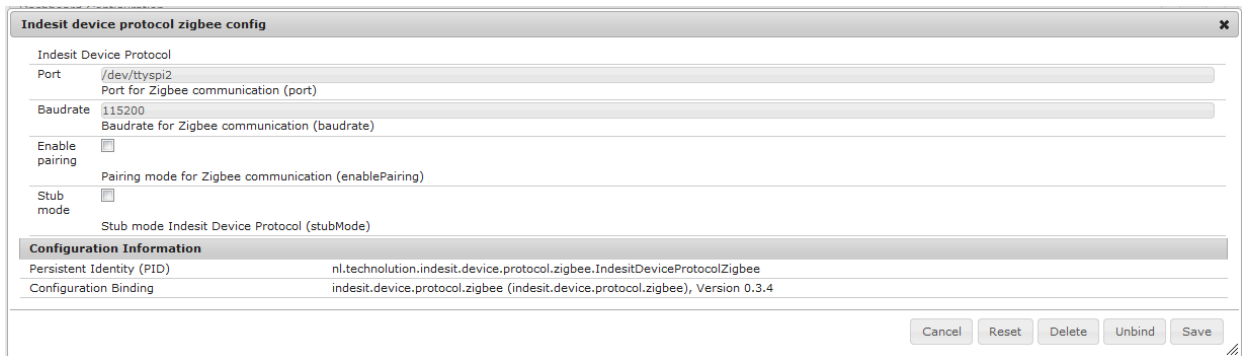 Indesit device protocol zigbee config
Indesit Device Protocol
Port
/dev/ttyspi2
Port for Zigbee communication (port)
Baudrate
115200
Baudrate for Zigbee communication (baudrate)
Enable
pairing
Pairing mode for Zigbee communication (enablePairing)
Stub
mode
Stub mode Indesit Device Protocol (stubMode)
Configuration Information
Persistent Identity (PID)
nl.technolution.indesit.device.protocol.zigbee.IndesitDeviceProtocolZigbee
Configuration Binding
indesit.device.protocol.zigbee (indesit.device.protocol.zigbee), Version 0.3.4
Cancel
Reset
Delete
Unbind
Save